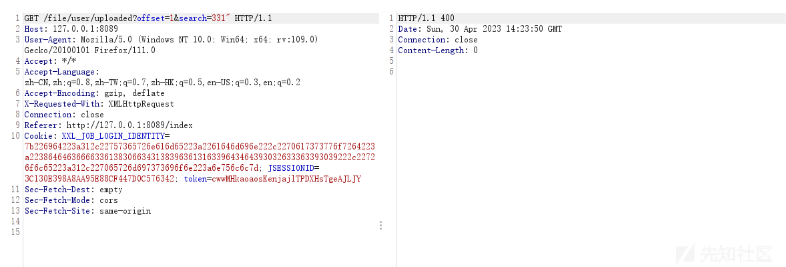 1 GET /file/user/uploaded?offset=1&search=331" HTTP/1.1
2 Host: 127.0.0.1:8089
3 User-Agent: Mozilla/5.0 (Windows NT 10.0; Win64; x64; rv:109.0)
Gecko/20100101 Firefox/111.0
4 Accept: */*
5 Accept-Language:
zh-CN,zh;q=0.8,zh-TW;q=0.7,zh-HK;q=0.5,en-US;q=0.3,en;q=0.2
6 Accept-Encoding: gzip, deflate
7 X-Requested-With: XMLHttpRequest
8 Connection: close
9 Referer: http://127.0.0.1:8089/index
10 Cookie: XXL_JOB_LOGIN_IDENTITY=
6f6c65223a312c227065726d697373696f6e223a6e756c6c7d; JSESSIONID=
token=
11 Sec-Fetch-Dest: empty
12 Sec-Fetch-Mode: cors
13 Sec-Fetch-Site: same-origin
14
15
1 HTTP/1.1 400
2 Date: Sun, 30 Apr 2023 14:23:50 GMT
3 Connection: close
4 Content-Length: 0
5
6
先知社区